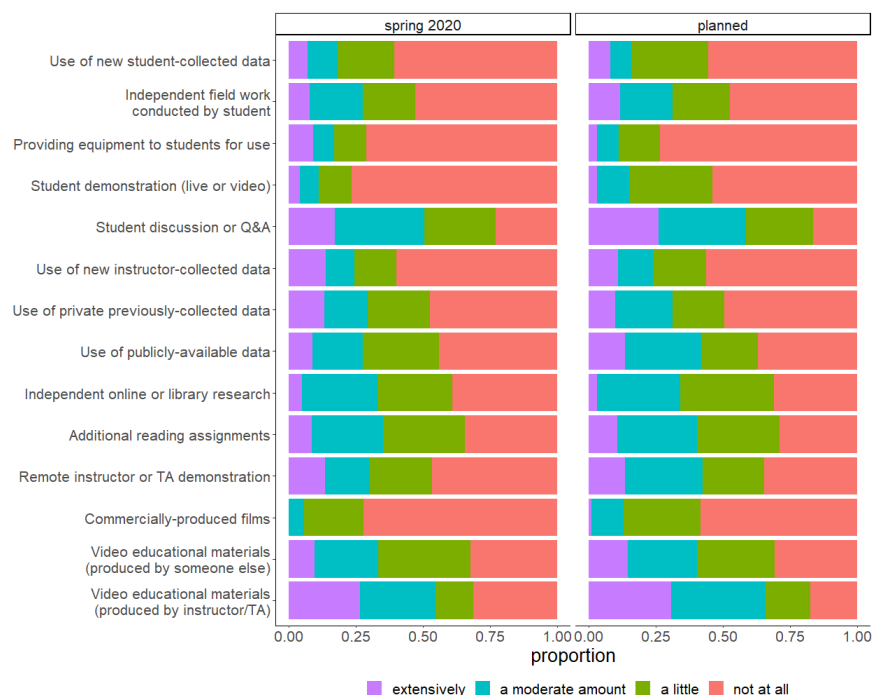 spring 2020
planned
Use of new student-collected data
Independent field work
conducted by student
Providing equipment to students for use
Student demonstration (live or video)
Student discussion or Q&A
Use of new instructor-collected data
Use of private previously-collected data
Use of publicly-available data
Independent online or library research
Additional reading assignments
Remote instructor or TA demonstration
Commercially-produced films
Video educational materials
(produced by someone else)
Video educational materials
(produced by instructor/TA)
0.00 0.25 0.50 0.75 1.00 0.00 0.25 0.50 0.75 1.00
proportion
extensively a moderate amount a little not at all